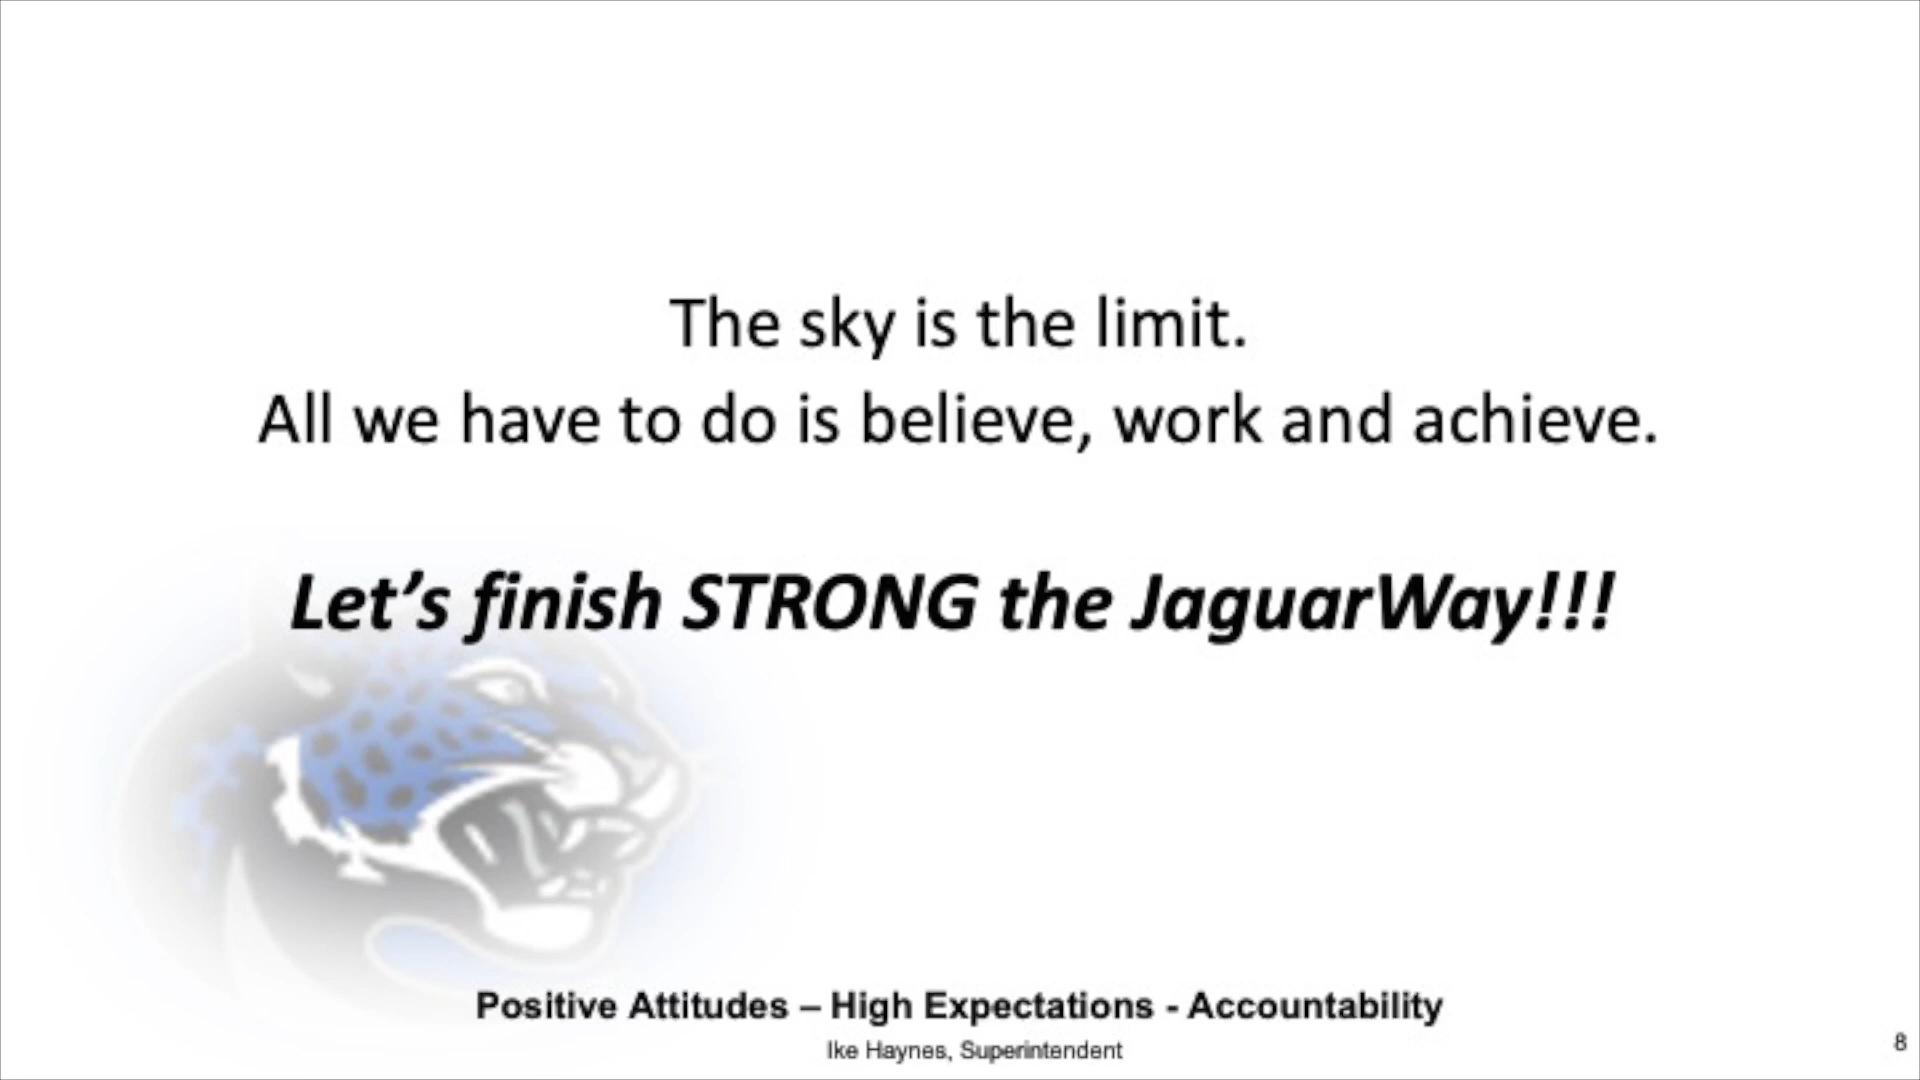 The sky is the limit.
All we have to do is believe, work and achieve.
Let’s finish STRONG the JaguarWay!!!
Positive Attitudes – High Expectations - Accountability
Ike Haynes, Superintendent
8